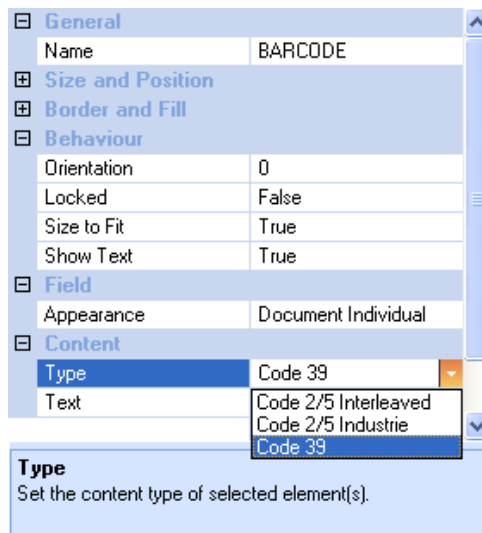 General
Name BARCODE
Size and Position
Border and Fill
Behaviour
Orientation 0
Locked False
Size to Fit True
Show Text True
Field
Appearance Document Individual
Content
Type Code 39
Text Code 2/5 Interleaved
Code 2/5 Industrie
Code 39
Type
Set the content type of selected element(s).